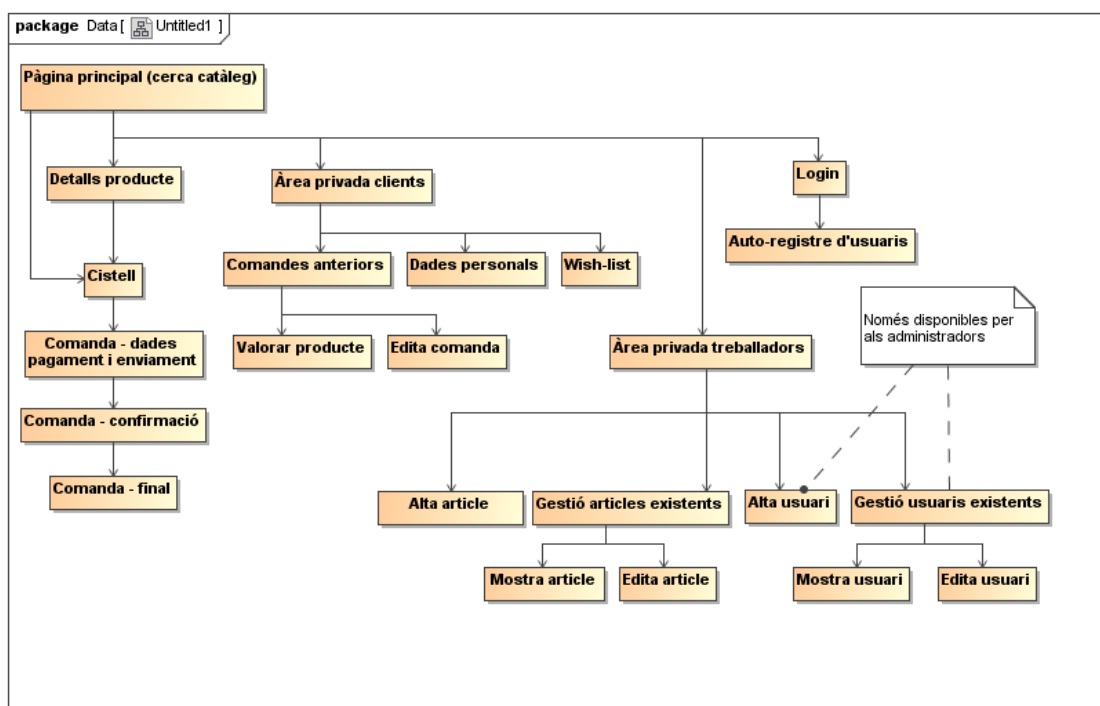 package Data [ Untitled1 ]
Pàgina principal (cerca catàleg)
Detalls producte
Àrea privada clients
Login
Auto-registre d'usuaris
Comandes anteriors
Dades personals
Wish-list
Cistell
Només disponibles per
als administradors
Comanda - dades
pagament i enviament
Valorar producte
Edita comanda
Àrea privada treballadors
Comanda - confirmació
Comanda - final
Alta article
Gestió articles existents
Alta usuari
Gestió usuaris existents
Mostra article
Edita article
Mostra usuari
Edita usuari